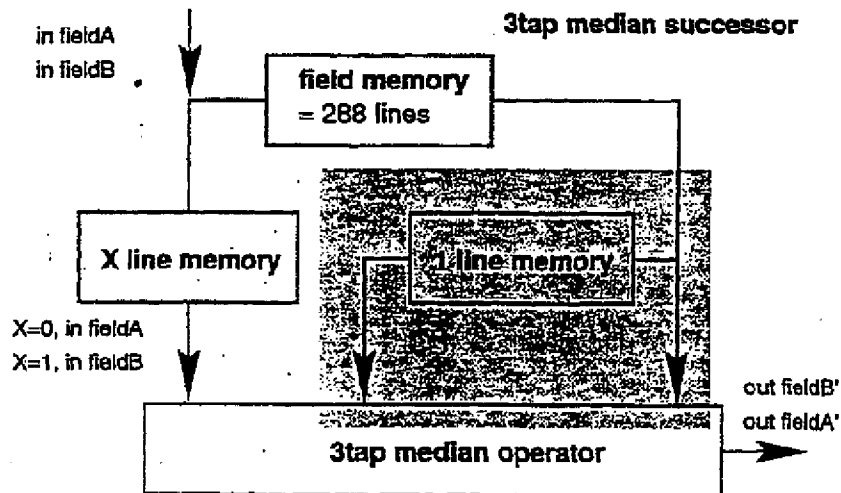 in fieldA
in fieldB
3tap median successor
field memory
= 288 lines
X line memory
1 line memory
X=0, in fieldA
X=1, in fieldB
out fieldB'
out fieldA'
3tap median operator